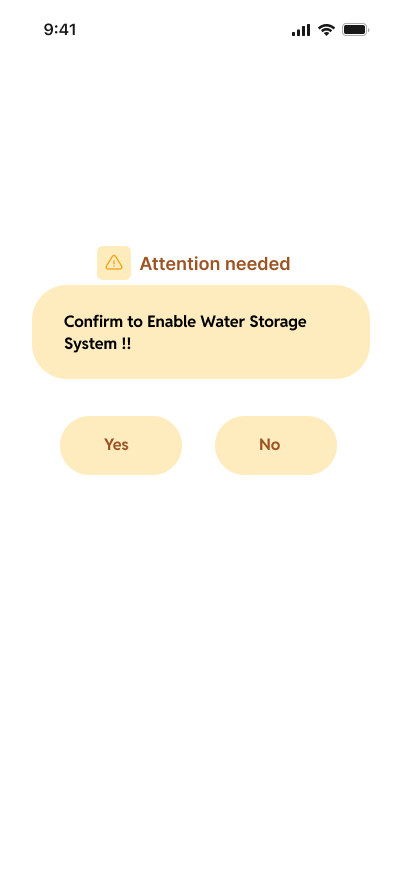 9:41
Attention needed
Confirm to Enable Water Storage
System !!
Yes
No